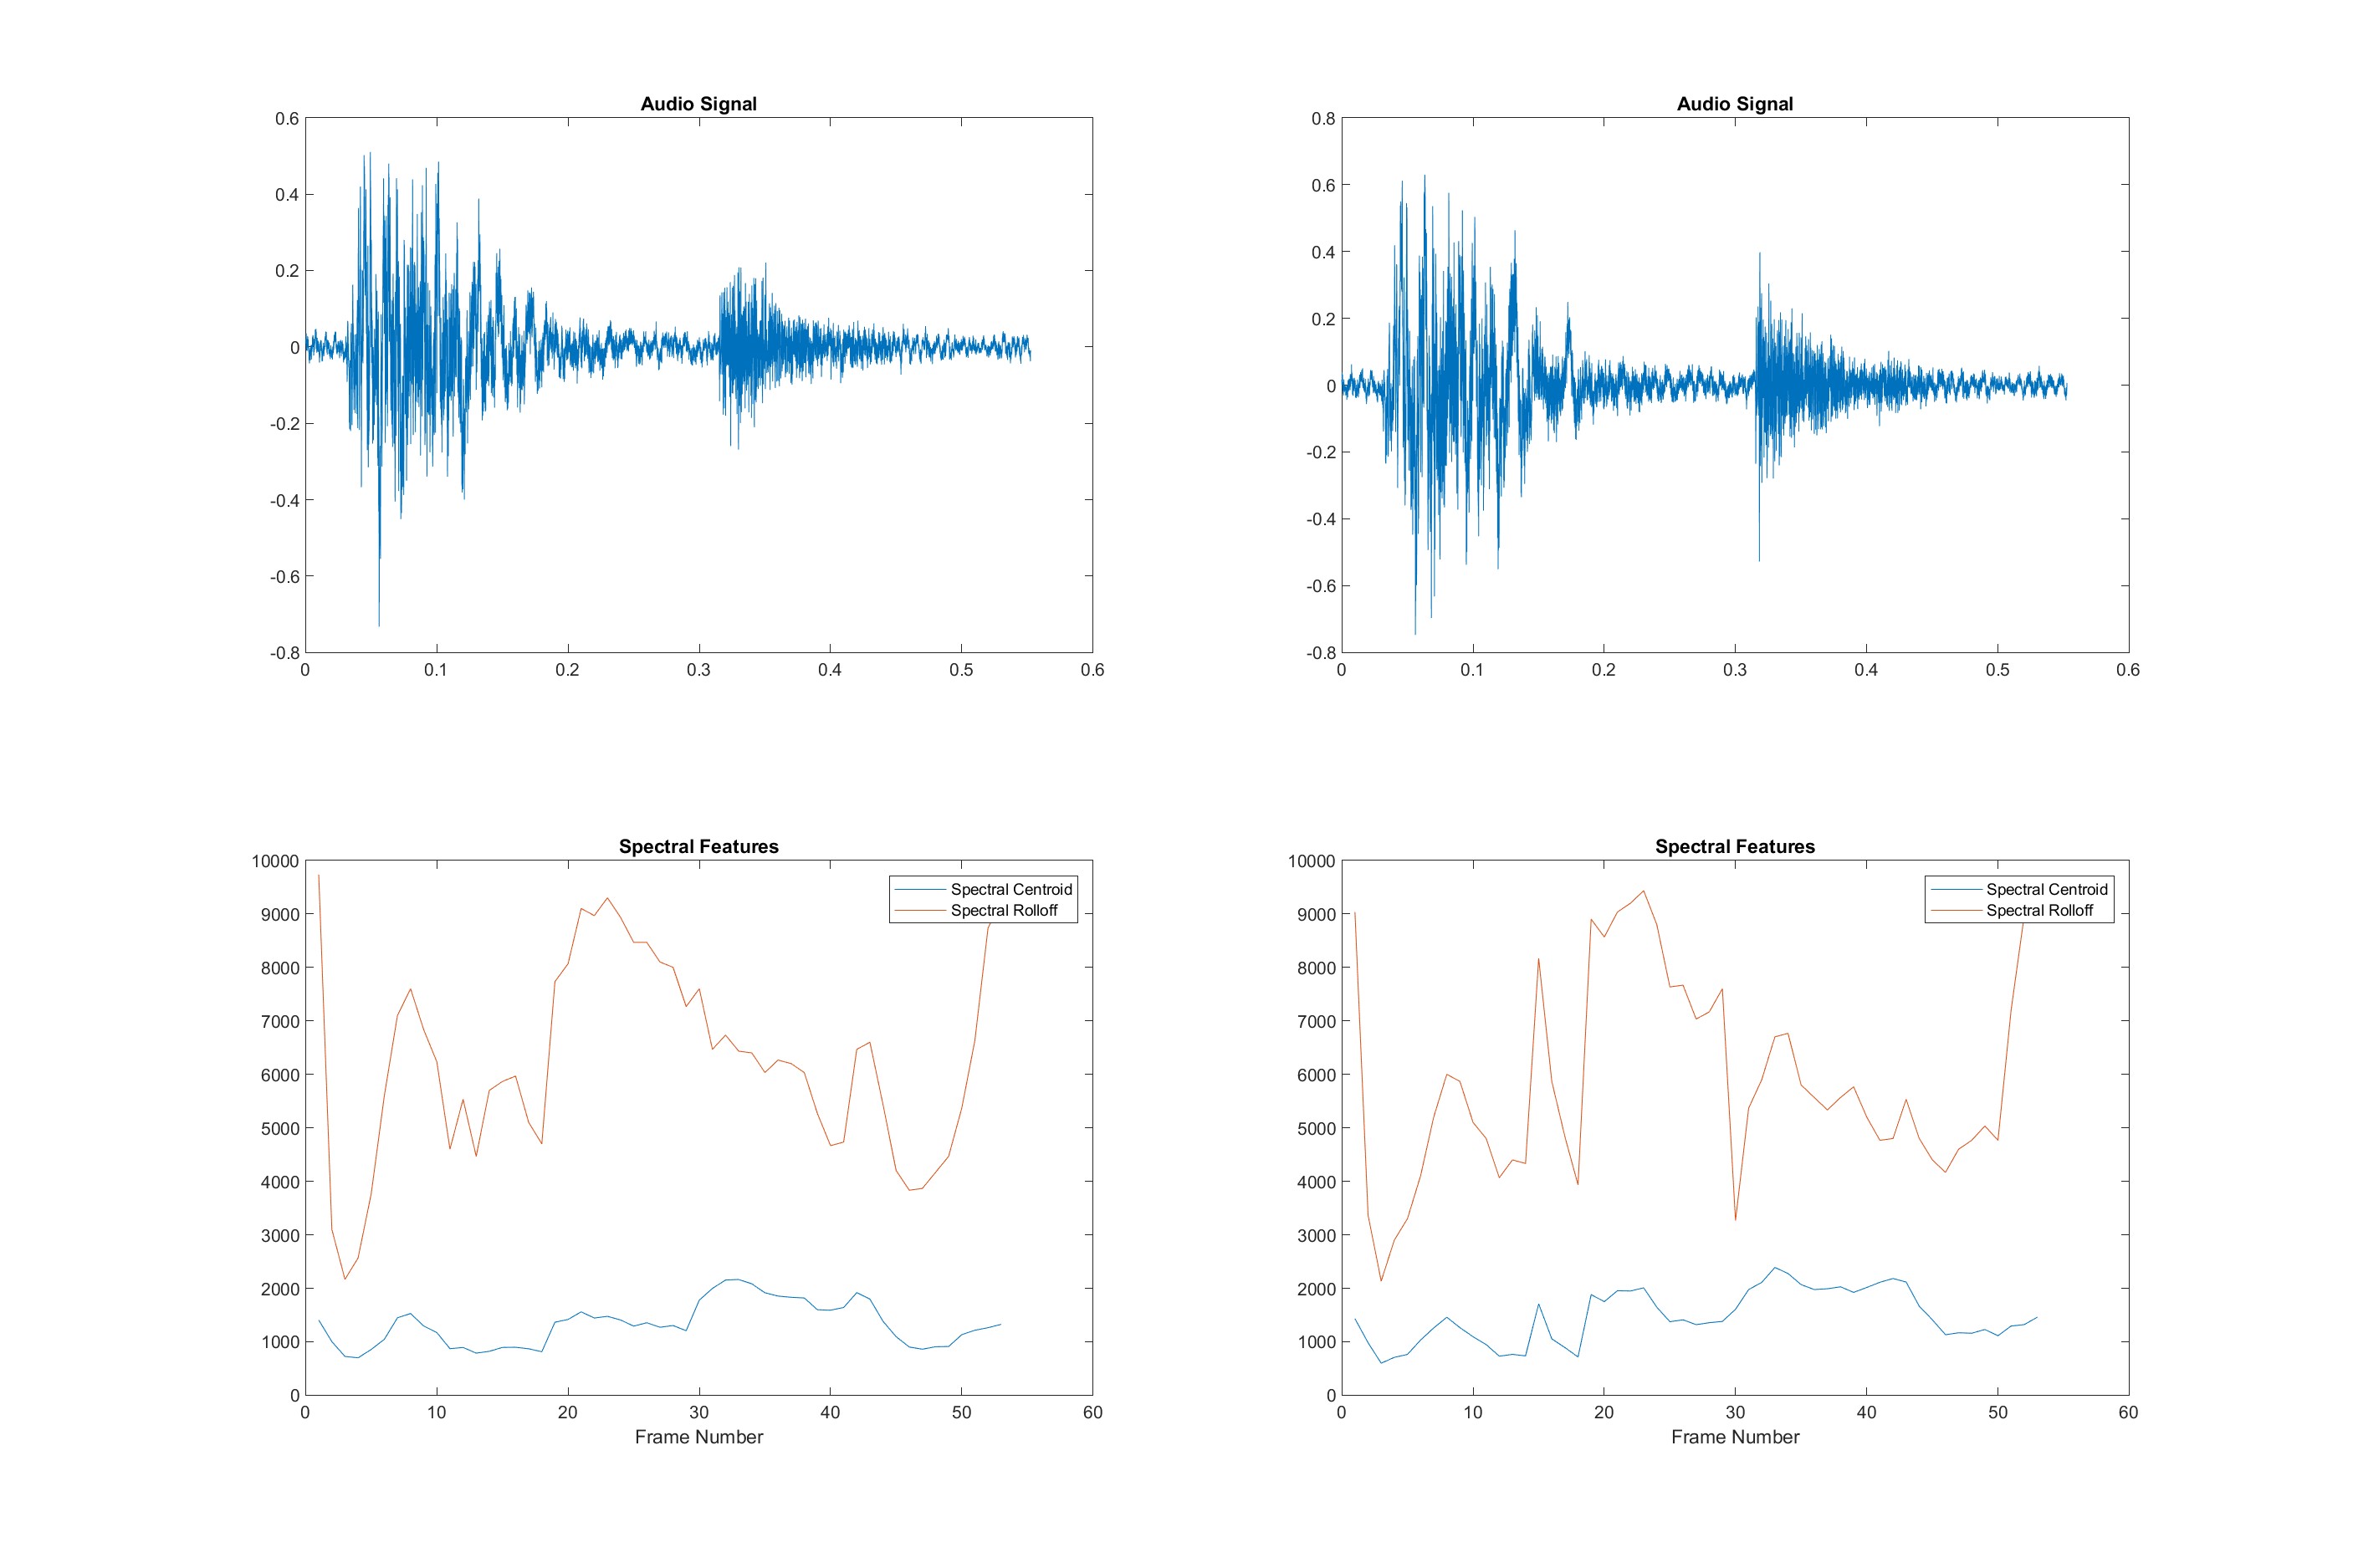 Audio Signal
0.6
0.4
0.2
0
-0.2
-0.4
-0.6
-0.8
0 0.1 0.2 0.3 0.4 0.5 0.6
Audio Signal
0.8
0.6
0.4
0.2
0
-0.2
-0.4
-0.6
-0.8
0 0.1 0.2 0.3 0.4 0.5 0.6
Spectral Features
10000
9000
8000
7000
6000
5000
4000
3000
2000
1000
0
Spectral Centroid
Spectral Rolloff
0 10 20 30 40 50 60
Frame Number
Spectral Features
10000
9000
8000
7000
6000
5000
4000
3000
2000
1000
0
Spectral Centroid
Spectral Rolloff
0 10 20 30 40 50 60
Frame Number